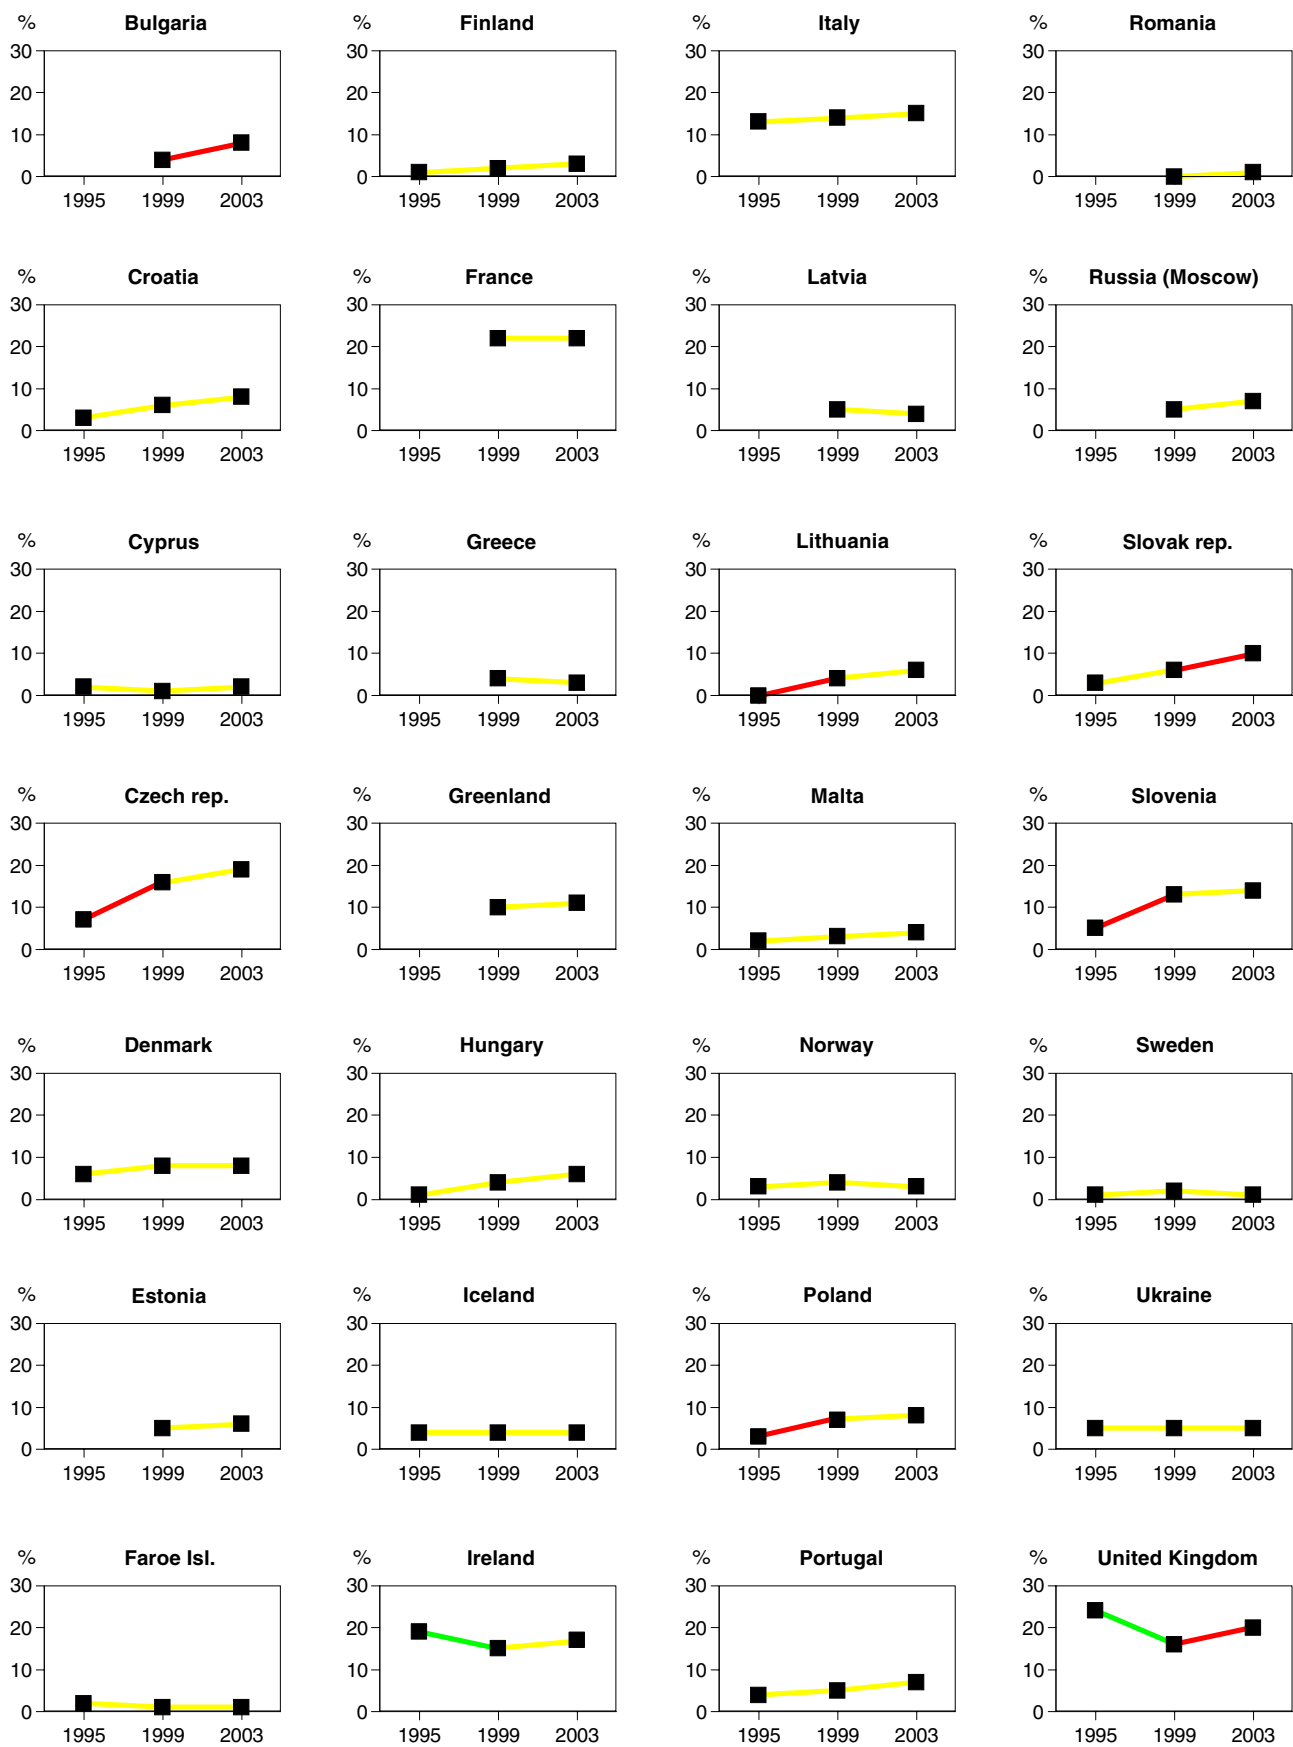 % Bulgaria % Finland % Italy % Romania
30 30 30 30
20 20 20 20
10 10 10 10
0 0 0 0
1995 1999 2003 1995 1999 2003 1995 1999 2003 1995 1999 2003
% Croatia % France % Latvia % Russia (Moscow)
30 30 30 30
20 20 20 20
10 10 10 10
0 0 0 0
1995 1999 2003 1995 1999 2003 1995 1999 2003 1995 1999 2003
% Cyprus % Greece % Lithuania % Slovak rep.
30 30 30 30
20 20 20 20
10 10 10 10
0 0 0 0
1995 1999 2003 1995 1999 2003 1995 1999 2003 1995 1999 2003
% Czech rep. % Greenland % Malta % Slovenia
30 30 30 30
20 20 20 20
10 10 10 10
0 0 0 0
1995 1999 2003 1995 1999 2003 1995 1999 2003 1995 1999 2003
% Denmark % Hungary % Norway % Sweden
30 30 30 30
20 20 20 20
10 10 10 10
0 0 0 0
1995 1999 2003 1995 1999 2003 1995 1999 2003 1995 1999 2003
% Estonia % Iceland % Poland % Ukraine
30 30 30 30
20 20 20 20
10 10 10 10
0 0 0 0
1995 1999 2003 1995 1999 2003 1995 1999 2003 1995 1999 2003
% Faroe Isl. % Ireland % Portugal % United Kingdom
30 30 30 30
20 20 20 20
10 10 10 10
0 0 0 0
1995 1999 2003 1995 1999 2003 1995 1999 2003 1995 1999 2003